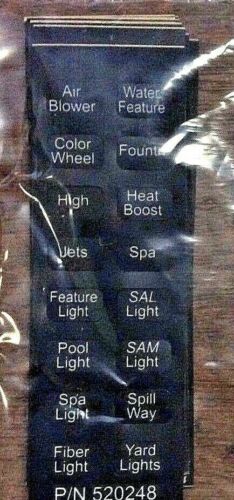 Air Water
Blower Feature
Color
Wheel
High Heat
Boost
Jets Spa
Feature SAL
Light Light
Pool SAM
Light Light
Spa Spill
Light Way
Fiber Yard
Light Lights
P/N 520248